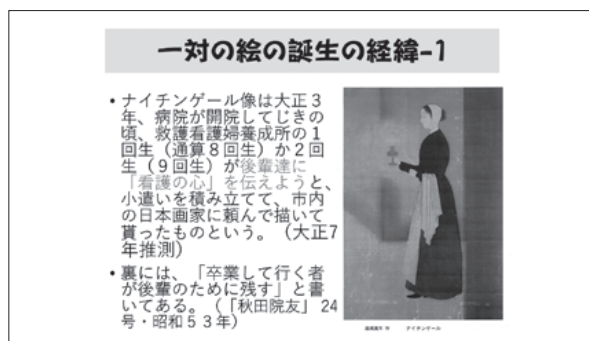 一対の絵の誕生の経緯-1
• ナイチンゲール像は大正３
年、病院が開院してじきの
頃、救護看護婦養成所の１
回生（通算８回生）か２回
生（９回生）が後輩達に
「看護の心」を伝えようと、
小遣いを積み立てて、市内
の日本画家に頼んで描いて
貰ったものという。（大正7
年推測）
• 裏には、「卒業して行く者
が後輩のために残す」と書
いてある。（「秋田院友」 24
号・昭和５３年）
ナイチンゲール